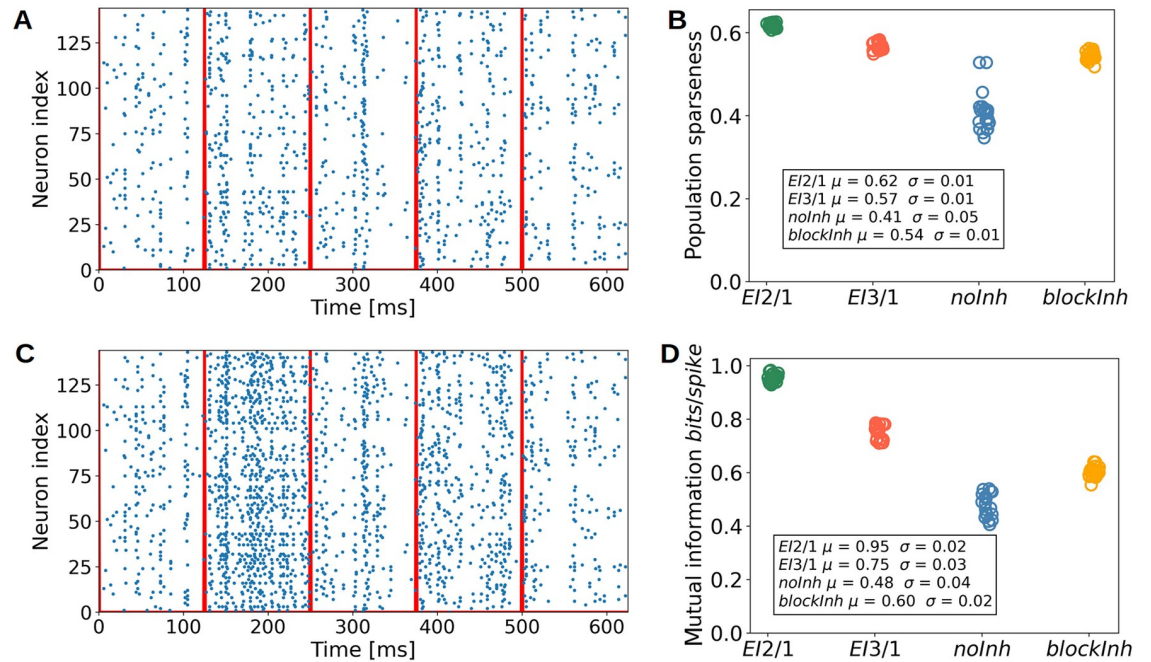 A
Neuron index
125
100
75
50
25
0
0 100 200 300 400 500 600
Time [ms]
B
Population sparseness
0.6
0.4
0.2
0.0
EI2/1 μ = 0.62 σ = 0.01
EI3/1 μ = 0.57 σ = 0.01
noInh μ = 0.41 σ = 0.05
blockInh μ = 0.54 σ = 0.01
EI2/1 EI3/1 noInh blockInh
C
Neuron index
125
100
75
50
25
0
0 100 200 300 400 500 600
Time [ms]
D
Mutual information bits/spike
1.0
0.8
0.6
0.4
0.2
0.0
EI2/1 μ = 0.95 σ = 0.02
EI3/1 μ = 0.75 σ = 0.03
noInh μ = 0.48 σ = 0.04
blockInh μ = 0.60 σ = 0.02
EI2/1 EI3/1 noInh blockInh